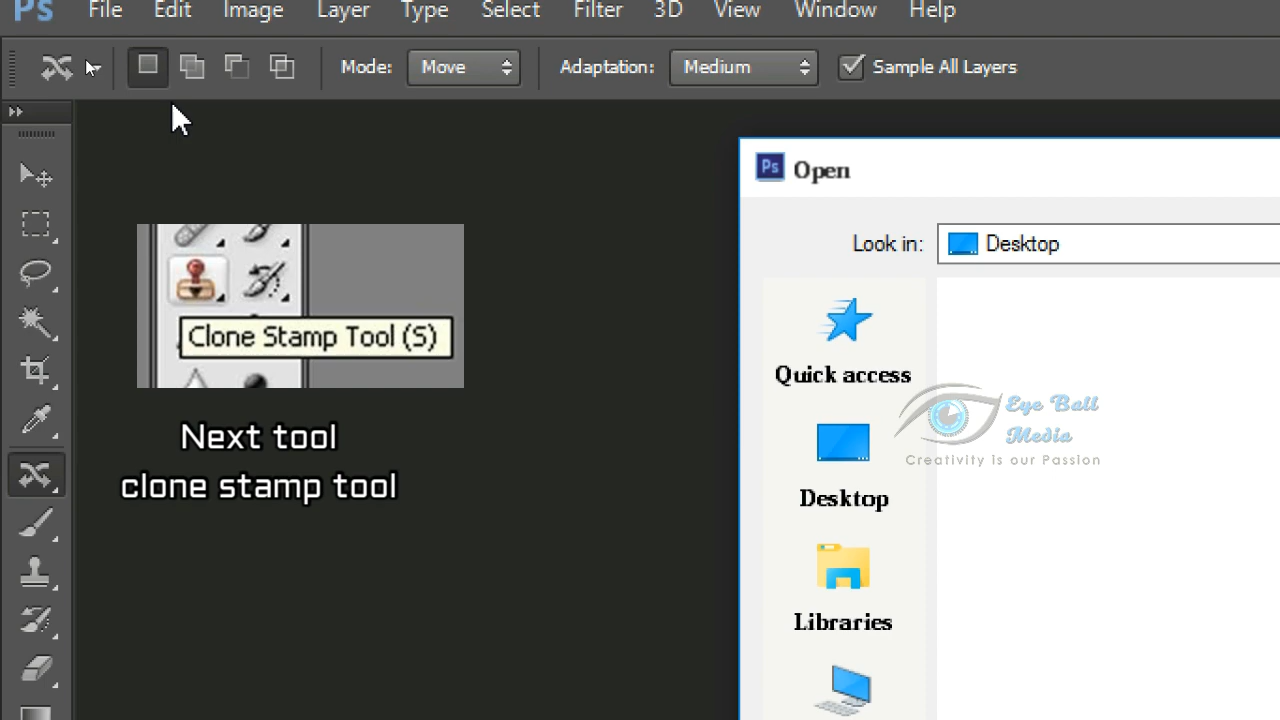 Ps File Edit Image Layer Type Select Filter 3D View Window Help
Mode: Move Adaptation: Medium Sample All Layers
Ps Open
Look in: Desktop
Clone Stamp Tool (S)
Quick access
Next tool
clone stamp tool
Eye Ball
Media
Creativity is our Passion
Desktop
Libraries